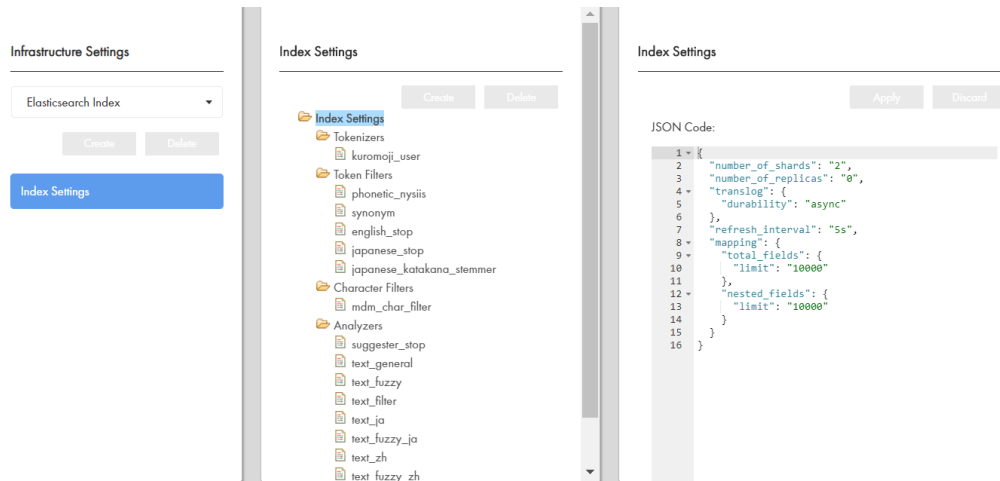 Infrastructure Settings
Elasticsearch Index
Create Delete
Index Settings
Index Settings
Create Delete
Index Settings
Tokenizers
kuromoji_user
Token Filters
phonetic_nysiis
synonym
english_stop
japanese_stop
japanese_katakana_stemmer
Character Filters
mdm_char_filter
Analyzers
suggester_stop
text_general
text_fuzzy
text_filter
text_ja
text_fuzzy_ja
text_zh
text_fuzzy_zh
Index Settings
Apply Discard
JSON Code:
1 {
2 "number_of_shards": "2",
3 "number_of_replicas": "0",
4 "translog": {
5 "durability": "async"
6 },
7 "refresh_interval": "5s",
8 "mapping": {
9 "total_fields": {
10 "limit": "10000"
11 },
12 "nested_fields": {
13 "limit": "10000"
14 }
15 }
16 }